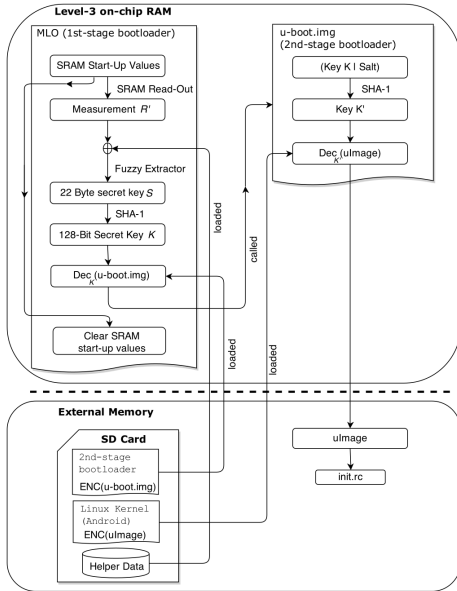 Level-3 on-chip RAM
MLO (1st-stage bootloader)
SRAM Start-Up Values
SRAM Read-Out
Measurement R'
Fuzzy Extractor
22 Byte secret key S
SHA-1
128-Bit Secret Key K
Dec (u-boot.img)
K
Clear SRAM
start-up values
u-boot.img
(2nd-stage bootloader)
(Key K | Salt)
SHA-1
Key K'
Dec (uImage)
K'
loaded
called
loaded
loaded
External Memory
SD Card
2nd-stage
bootloader
ENC(u-boot.img)
Linux Kernel
(Android)
ENC(uImage)
Helper Data
uImage
init.rc